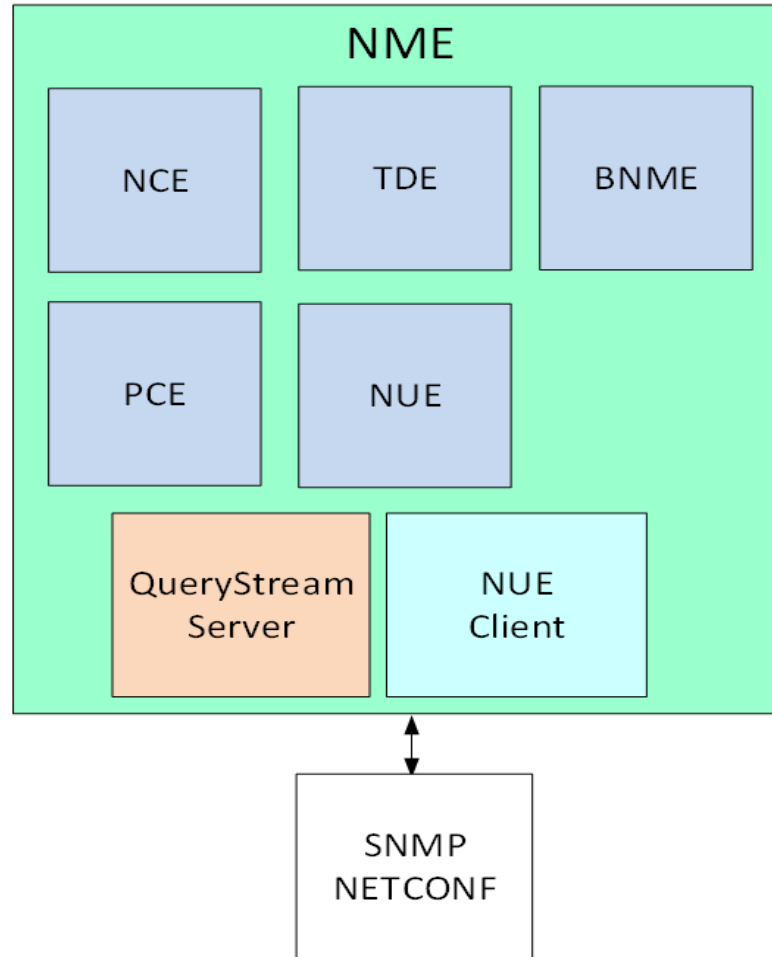 NME
NCE
TDE
BNME
PCE
NUE
QueryStream
Server
NUE
Client
SNMP
NETCONF